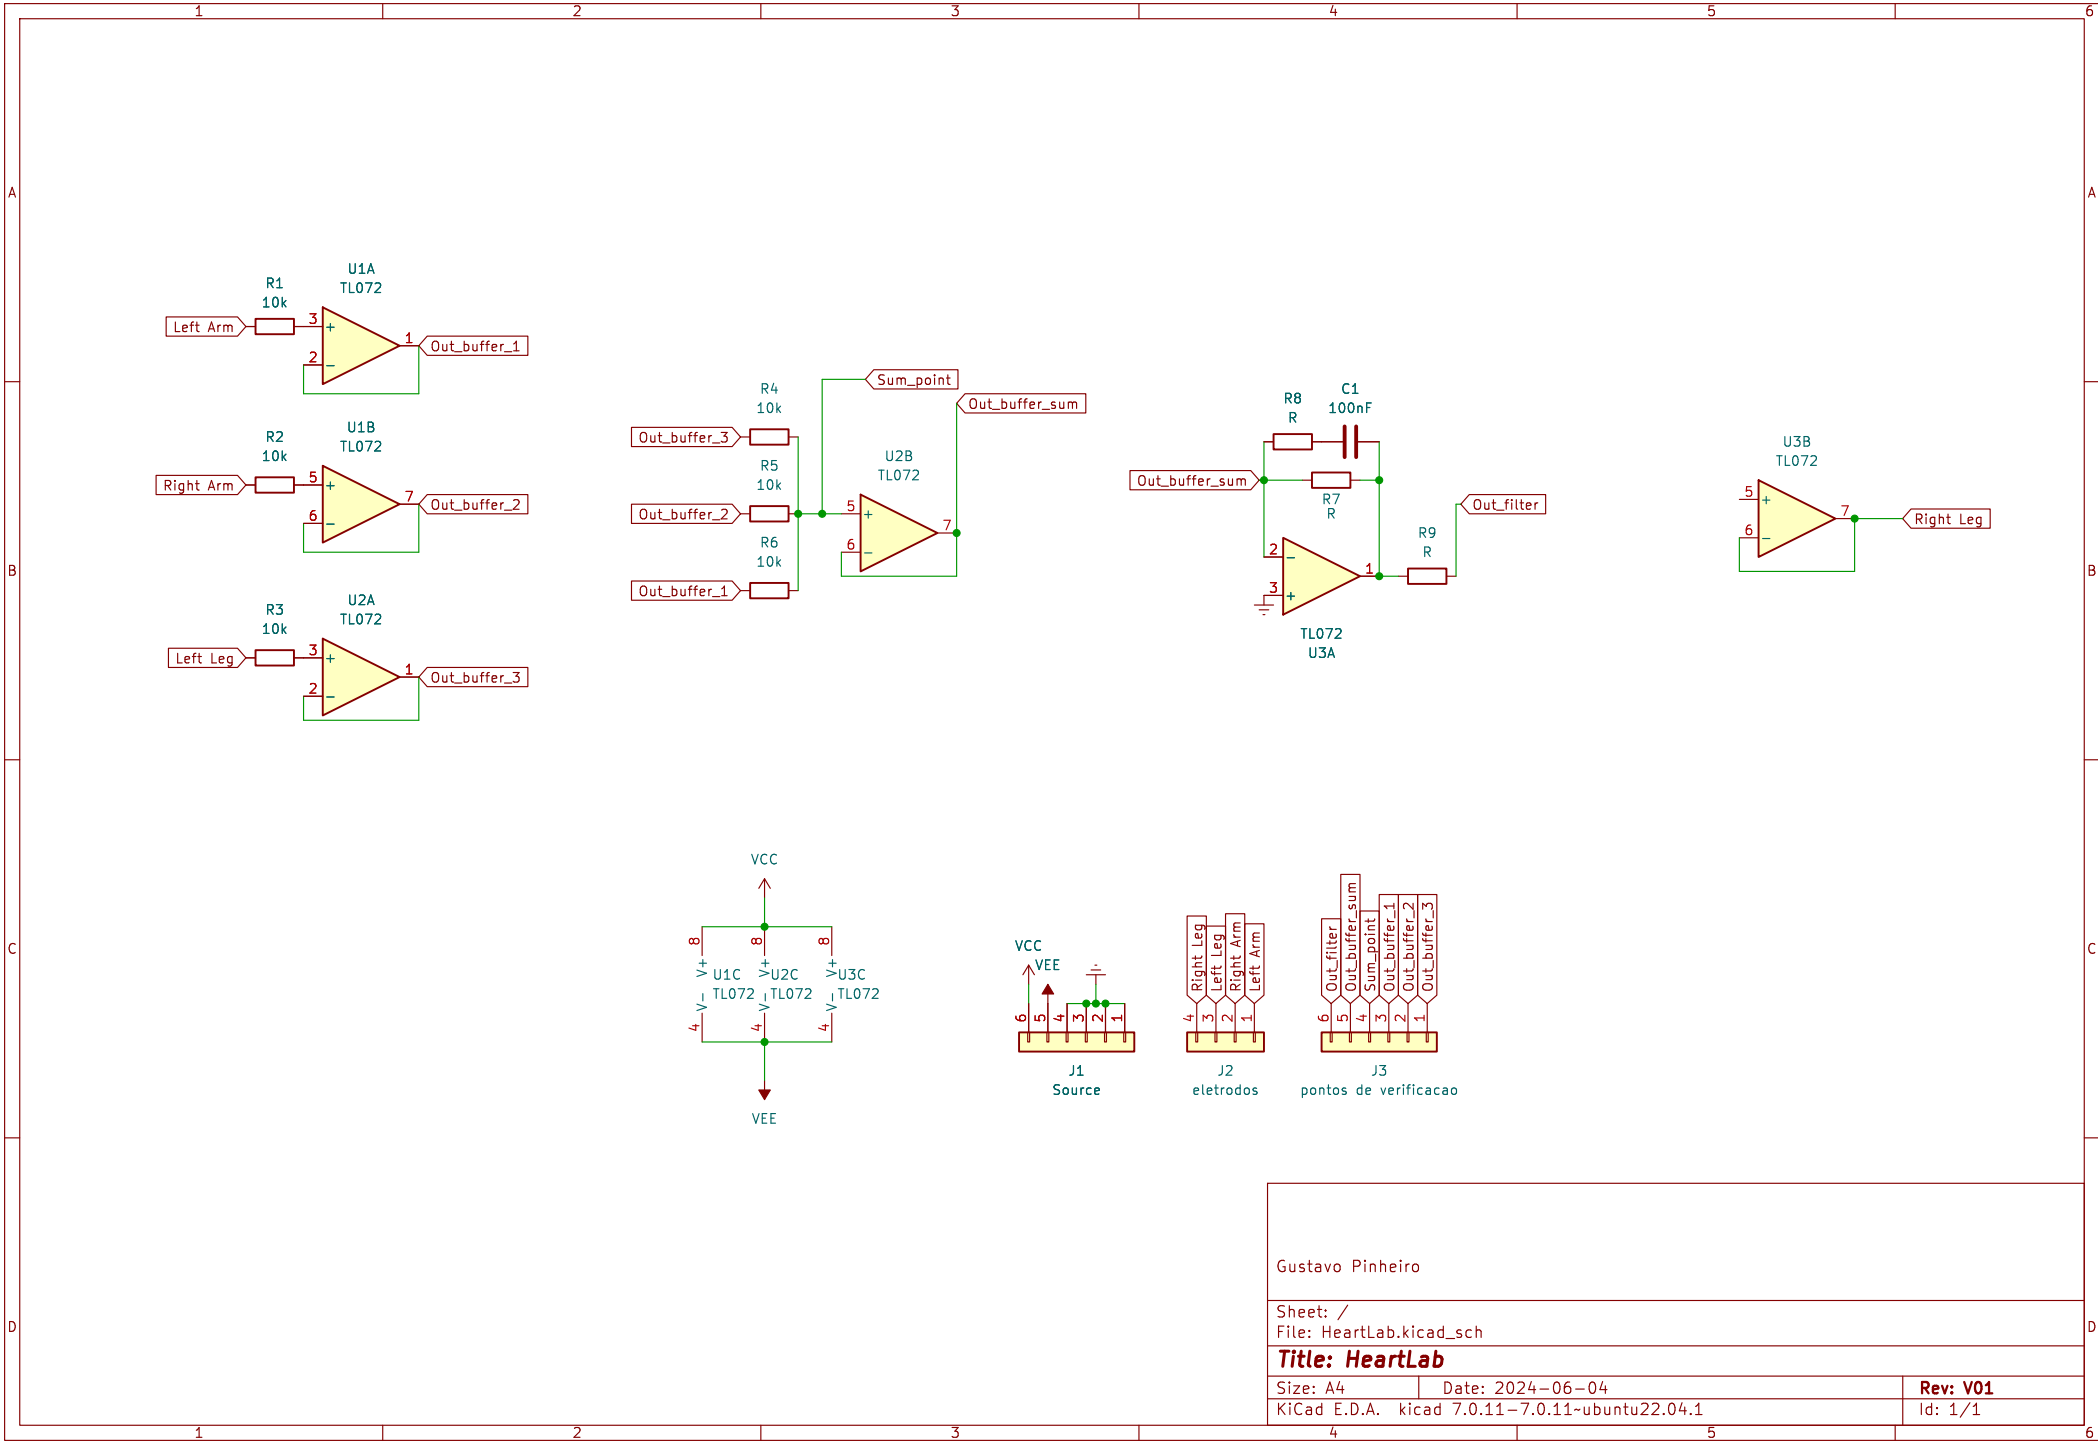 1 2 3 4 5 6
A A
B B
C C
D D
U1A
TL072
R1
10k
Left Arm
3
+
2
-
1
Out_buffer_1
U1B
TL072
R2
10k
Right Arm
5
+
6
-
7
Out_buffer_2
U2A
TL072
R3
10k
Left Leg
3
+
2
-
1
Out_buffer_3
Sum_point
Out_buffer_sum
R4
10k
Out_buffer_3
R5
10k
Out_buffer_2
R6
10k
Out_buffer_1
U2B
TL072
5
+
6
-
7
R8
R
C1
100nF
Out_buffer_sum
R7
R
Out_filter
R9
R
2
-
3
+
1
TL072
U3A
U3B
TL072
5
+
6
-
7
Right Leg
VCC
8 8 8
V+ V+ V+
U1C U2C U3C
TL072 TL072 TL072
V- V- V-
4 4 4
VEE
VCC
VEE
6 5 4 3 2 1
J1
Source
Right Leg
Left Leg
Right Arm
Left Arm
4 3 2 1
J2
eletrodos
Out_filter
Out_buffer_sum
Sum_point
Out_buffer_1
Out_buffer_2
Out_buffer_3
6 5 4 3 2 1
J3
pontos de verificacao
Gustavo Pinheiro
Sheet: /
File: HeartLab.kicad_sch
Title: HeartLab
Size: A4 Date: 2024-06-04 Rev: V01
KiCad E.D.A. kicad 7.0.11-7.0.11~ubuntu22.04.1 Id: 1/1
1 2 3 4 5 6